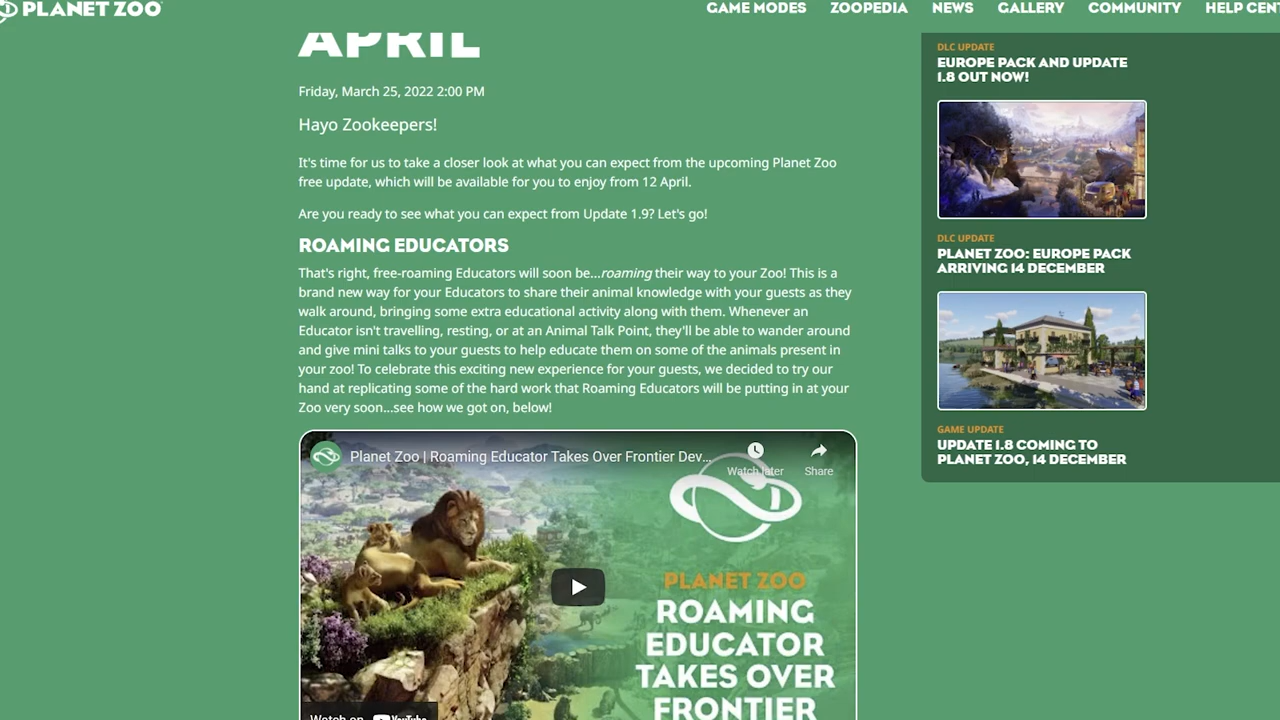 PLANET ZOO
GAME MODES ZOOPEDIA NEWS GALLERY COMMUNITY HELP
APRIL
Friday, March 25, 2022 2:00 PM
Hayo Zookeepers!
It's time for us to take a closer look at what you can expect from the upcoming Planet Zoo
free update, which will be available for you to enjoy from 12 April.
Are you ready to see what you can expect from Update 1.9? Let's go!
ROAMING EDUCATORS
That's right, free-roaming Educators will soon be...roaming their way to your Zoo! This is a
brand new way for your Educators to share their animal knowledge with your guests as they
walk around, bringing some extra educational activity along with them. Whenever an
Educator isn't travelling, resting, or at an Animal Talk Point, they'll be able to wander around
and give mini talks to your guests to help educate them on some of the animals present in
your zoo! To celebrate this exciting new experience for your guests, we decided to try our
hand at replicating some of the hard work that Roaming Educators will be putting in at your
Zoo very soon...see how we got on, below!
Planet Zoo | Roaming Educator Takes Over Frontier Dev...
Watch later
Share
PLANET ZOO
ROAMING
EDUCATOR
TAKES OVER
FRONTIER
Watch on YouTube
DLC UPDATE
EUROPE PACK AND UPDATE
1.8 OUT NOW!
DLC UPDATE
PLANET ZOO: EUROPE PACK
ARRIVING 14 DECEMBER
GAME UPDATE
UPDATE 1.8 COMING TO
PLANET ZOO, 14 DECEMBER